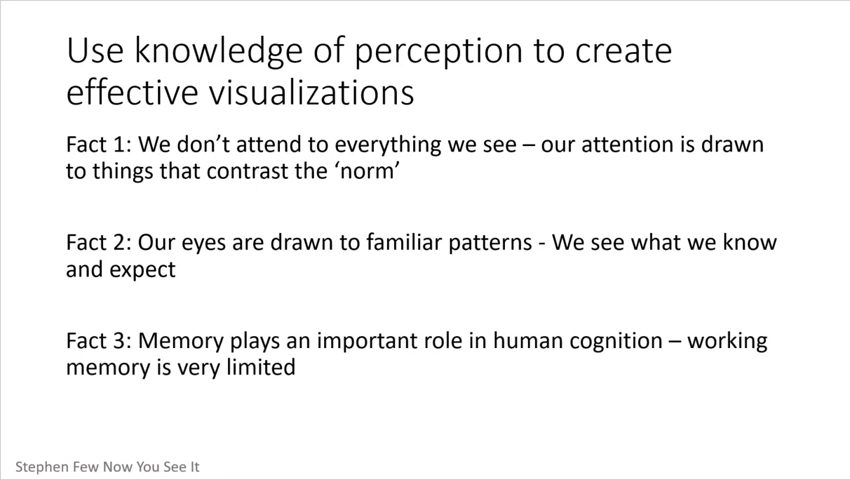 Use knowledge of perception to create
effective visualizations
Fact 1: We don’t attend to everything we see – our attention is drawn
to things that contrast the ‘norm’
Fact 2: Our eyes are drawn to familiar patterns - We see what we know
and expect
Fact 3: Memory plays an important role in human cognition – working
memory is very limited
Stephen Few Now You See It